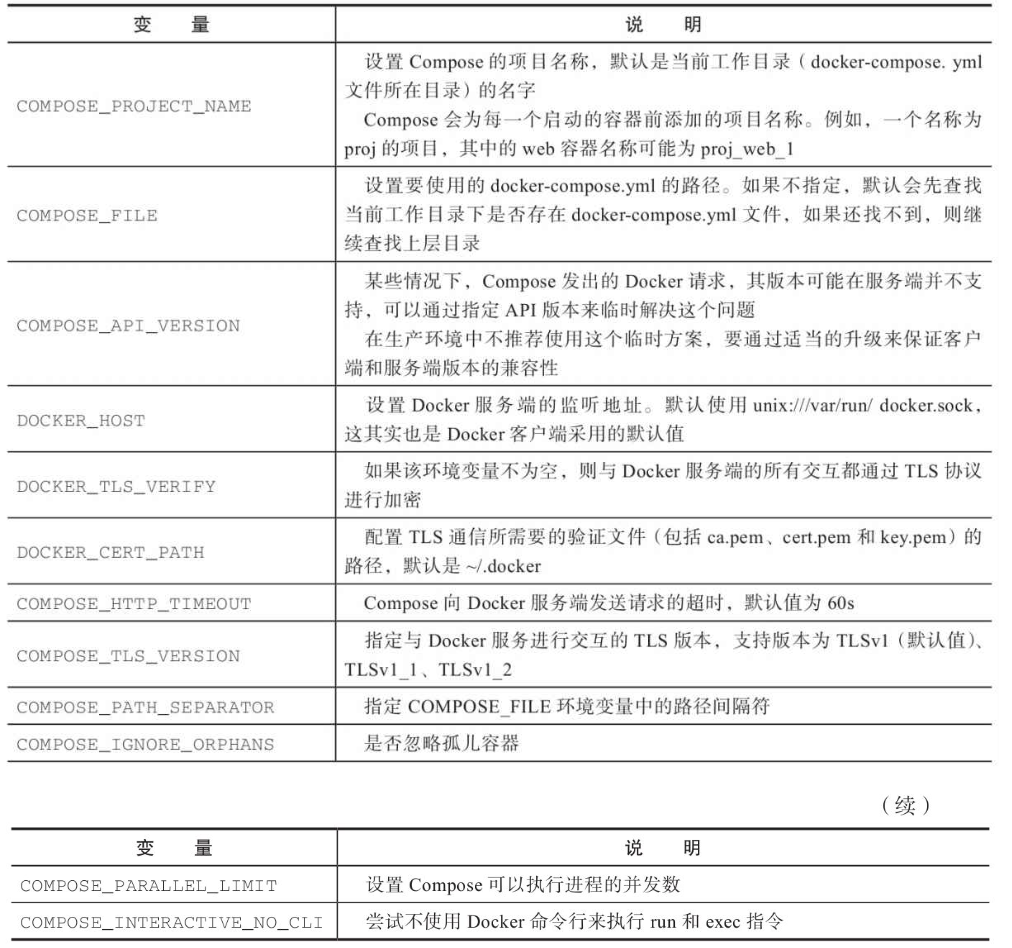 变 量 说 明
COMPOSE_PROJECT_NAME
设置 Compose 的项目名称，默认是当前工作目录（docker-compose. yml
文件所在目录）的名字
Compose 会为每一个启动的容器前添加的项目名称。例如，一个名称为
proj 的项目，其中的 web 容器名称可能为 proj_web_1
COMPOSE_FILE
设置要使用的 docker-compose.yml 的路径。如果不指定，默认会先查找
当前工作目录下是否存在 docker-compose.yml 文件，如果还找不到，则继
续查找上层目录
COMPOSE_API_VERSION
某些情况下，Compose 发出的 Docker 请求，其版本可能在服务端并不支
持，可以通过指定 API 版本来临时解决这个问题
在生产环境中不推荐使用这个临时方案，要通过适当的升级来保证客户
端和服务端版本的兼容性
DOCKER_HOST
设置 Docker 服务端的监听地址。默认使用 unix:///var/run/ docker.sock，
这其实也是 Docker 客户端采用的默认值
DOCKER_TLS_VERIFY
如果该环境变量不为空，则与 Docker 服务端的所有交互都通过 TLS 协议
进行加密
DOCKER_CERT_PATH
配置 TLS 通信所需要的验证文件（包括 ca.pem、cert.pem 和 key.pem）的
路径，默认是 ~/.docker
COMPOSE_HTTP_TIMEOUT
Compose 向 Docker 服务端发送请求的超时，默认值为 60s
COMPOSE_TLS_VERSION
指定与 Docker 服务进行交互的 TLS 版本，支持版本为 TLSv1（默认值）、
TLSv1_1、TLSv1_2
COMPOSE_PATH_SEPARATOR
指定 COMPOSE_FILE 环境变量中的路径间隔符
COMPOSE_IGNORE_ORPHANS
是否忽略孤儿容器
（续）
变 量 说 明
COMPOSE_PARALLEL_LIMIT
设置 Compose 可以执行进程的并发数
COMPOSE_INTERACTIVE_NO_CLI
尝试不使用 Docker 命令行来执行 run 和 exec 指令